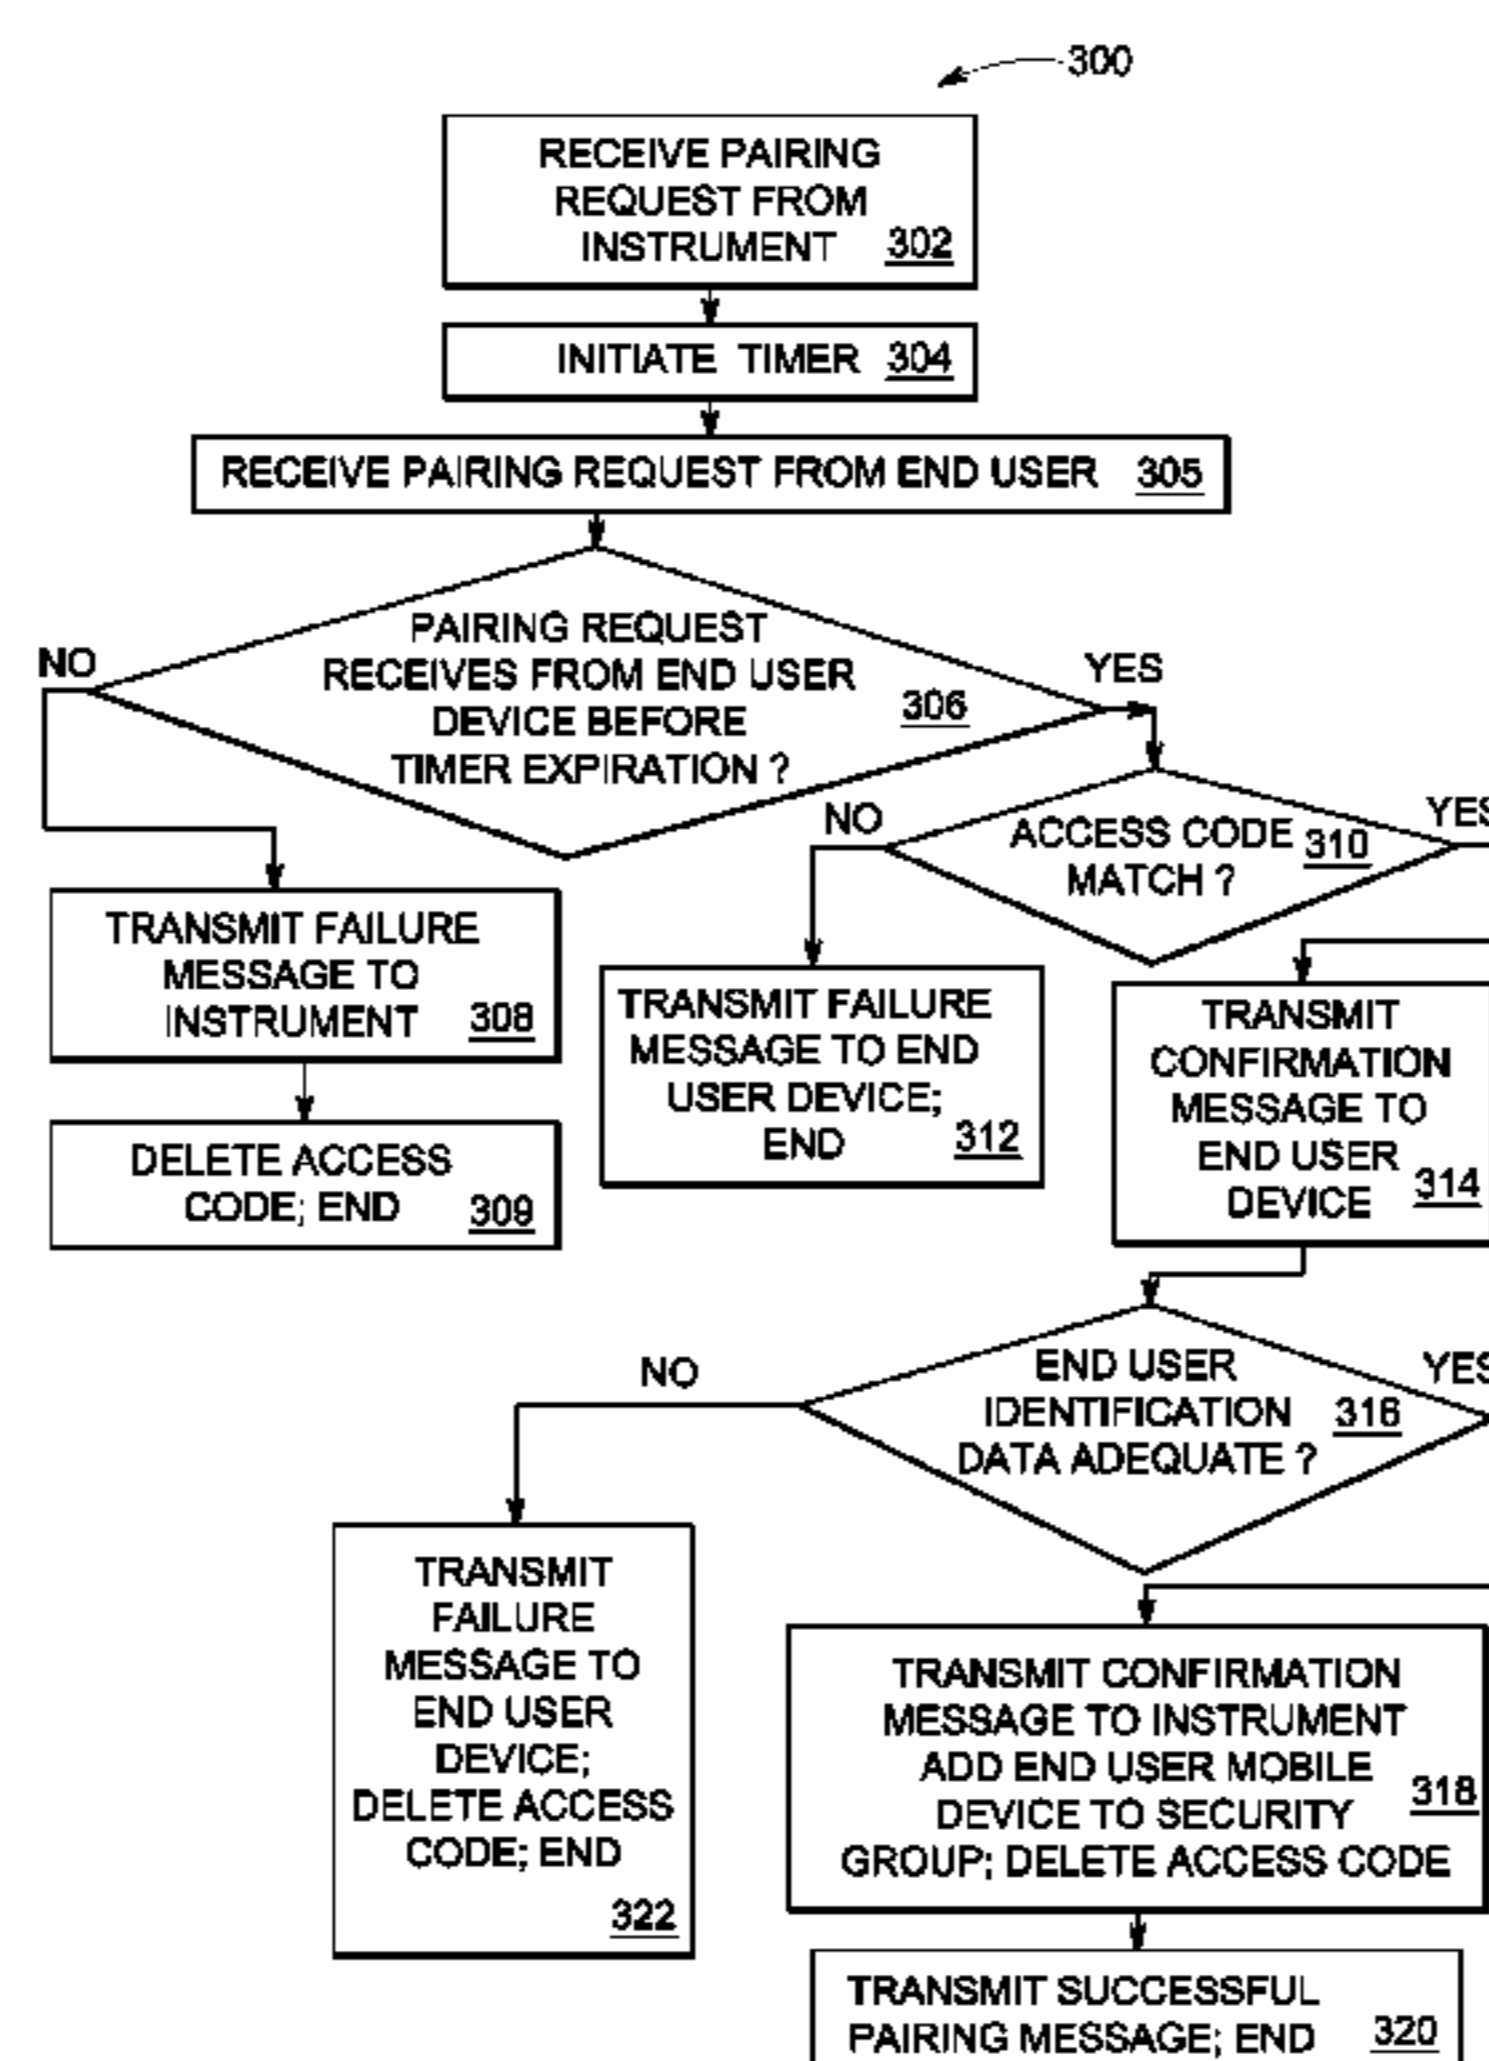 300
RECEIVE PAIRING
REQUEST FROM
INSTRUMENT 302
INITIATE TIMER 304
RECEIVE PAIRING REQUEST FROM END USER 305
NO
PAIRING REQUEST
RECEIVES FROM END USER
DEVICE BEFORE
TIMER EXPIRATION ?
306
YES
NO
ACCESS CODE
MATCH ?
310
YES
TRANSMIT FAILURE
MESSAGE TO
INSTRUMENT 308
DELETE ACCESS
CODE; END 309
TRANSMIT FAILURE
MESSAGE TO END
USER DEVICE;
END 312
TRANSMIT
CONFIRMATION
MESSAGE TO
END USER
DEVICE 314
NO
END USER
IDENTIFICATION
DATA ADEQUATE ?
316
YES
TRANSMIT
FAILURE
MESSAGE TO
END USER
DEVICE;
DELETE ACCESS
CODE; END
322
TRANSMIT CONFIRMATION
MESSAGE TO INSTRUMENT
ADD END USER MOBILE
DEVICE TO SECURITY
GROUP; DELETE ACCESS CODE
318
TRANSMIT SUCCESSFUL
PAIRING MESSAGE; END 320